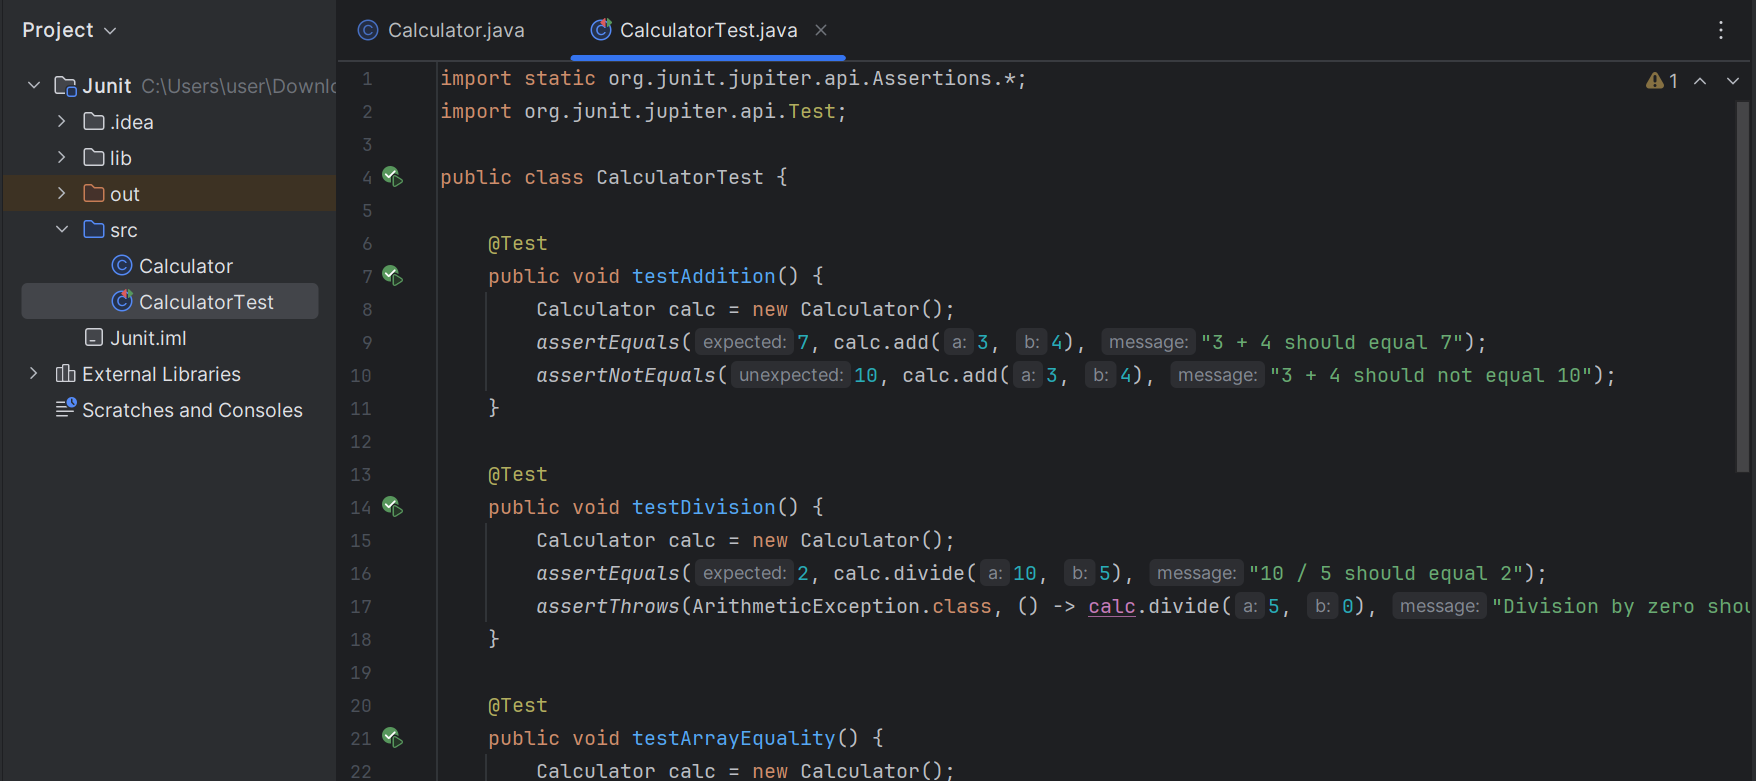 Project
Calculator.java
CalculatorTest.java
Junit C:\Users\user\Downlo
.idea
lib
out
src
Calculator
CalculatorTest
Junit.iml
External Libraries
Scratches and Consoles
1
1 import static org.junit.jupiter.api.Assertions.*;
2 import org.junit.jupiter.api.Test;
3
4 public class CalculatorTest {
5
6 @Test
7 public void testAddition() {
8 Calculator calc = new Calculator();
9 assertEquals( expected: 7, calc.add( a: 3, b: 4), message: "3 + 4 should equal 7");
10 assertNotEquals( unexpected: 10, calc.add( a: 3, b: 4), message: "3 + 4 should not equal 10");
11 }
12
13 @Test
14 public void testDivision() {
15 Calculator calc = new Calculator();
16 assertEquals( expected: 2, calc.divide( a: 10, b: 5), message: "10 / 5 should equal 2");
17 assertThrows(ArithmeticException.class, () -> calc.divide( a: 5, b: 0), message: "Division by zero shou
18 }
19
20 @Test
21 public void testArrayEquality() {
22 Calculator calc = new Calculator();